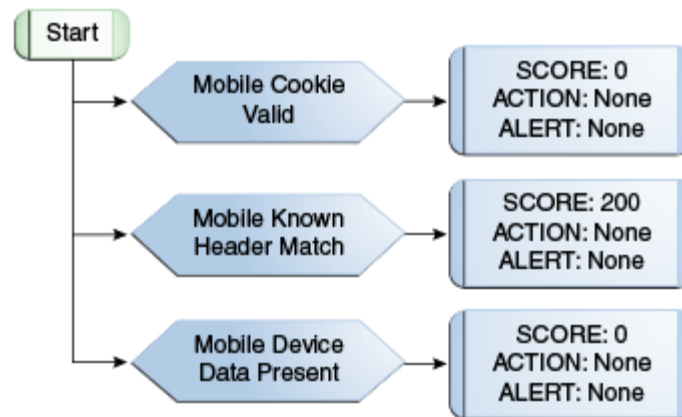 Start
Mobile Cookie
Valid
SCORE: 0
ACTION: None
ALERT: None
Mobile Known
Header Match
SCORE: 200
ACTION: None
ALERT: None
Mobile Device
Data Present
SCORE: 0
ACTION: None
ALERT: None